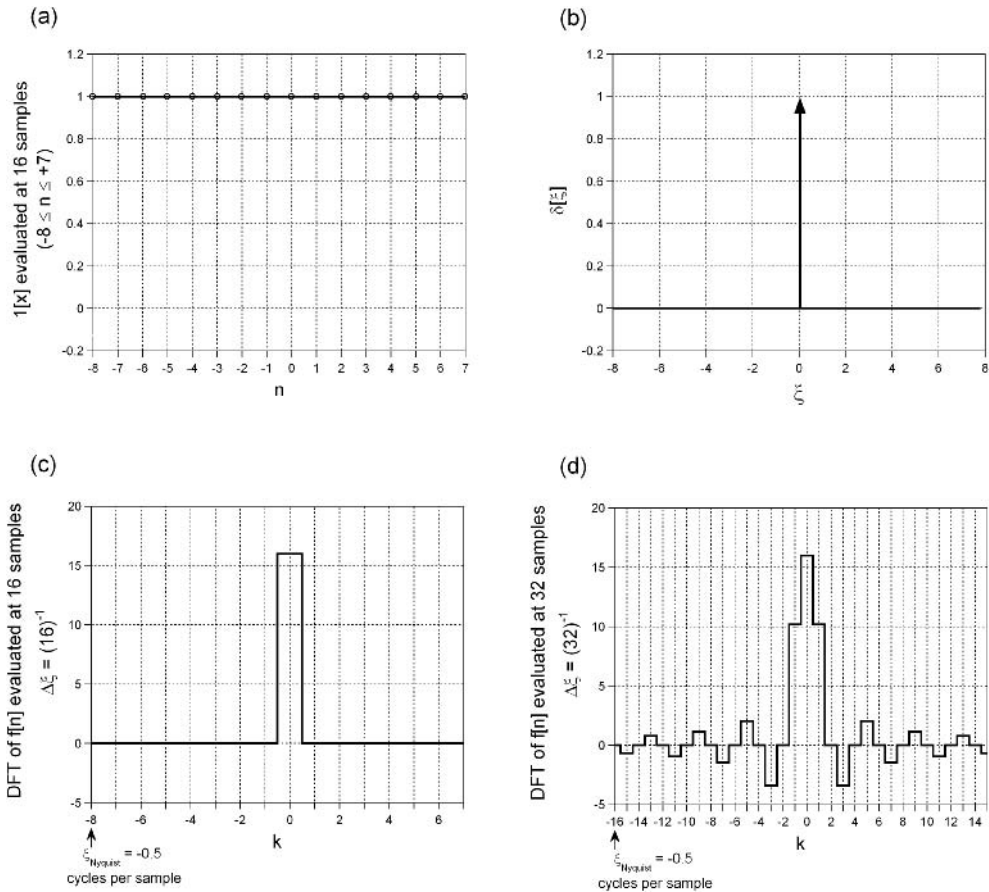 (a)
1[x] evaluated at 16 samples
(-8 ≤ n ≤ +7)
1.2
1
0.8
0.6
0.4
0.2
0
-0.2
-8 -7 -6 -5 -4 -3 -2 -1 0 1 2 3 4 5 6 7
n
(b)
δ[ξ]
1.2
1
0.8
0.6
0.4
0.2
0
-0.2
-8 -6 -4 -2 0 2 4 6 8
ξ
(c)
DFT of f[n] evaluated at 16 samples
Δξ = (16)⁻¹
20
15
10
5
0
-5
-8 -6 -4 -2 0 2 4 6
k
ξNyquist = -0.5
cycles per sample
(d)
DFT of f[n] evaluated at 32 samples
Δξ = (32)⁻¹
20
15
10
5
0
-5
-16 -14 -12 -10 -8 -6 -4 -2 0 2 4 6 8 10 12 14
k
ξNyquist = -0.5
cycles per sample